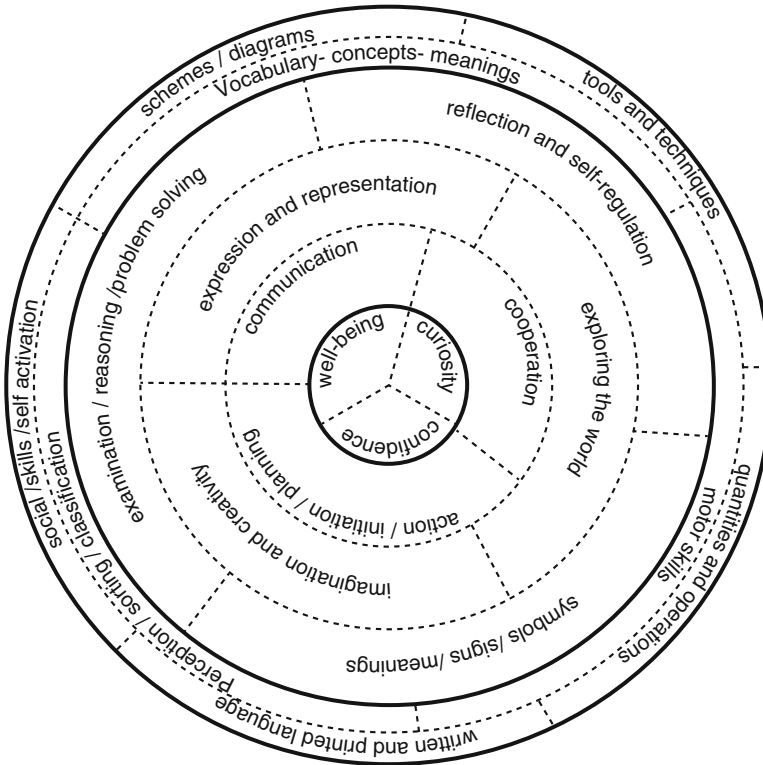 schemes / diagrams
Vocabulary- concepts- meanings
tools and techniques
reflection and self-regulation
examination / reasoning /problem solving
expression and representation
communication
cooperation
exploring the world
well-being
curiosity
confidence
action / initiation / planning
imagination and creativity
symbols /signs /meanings
social /skills /self activation
Perception / sorting / classification
written and printed language
quantities and operations
motor skills